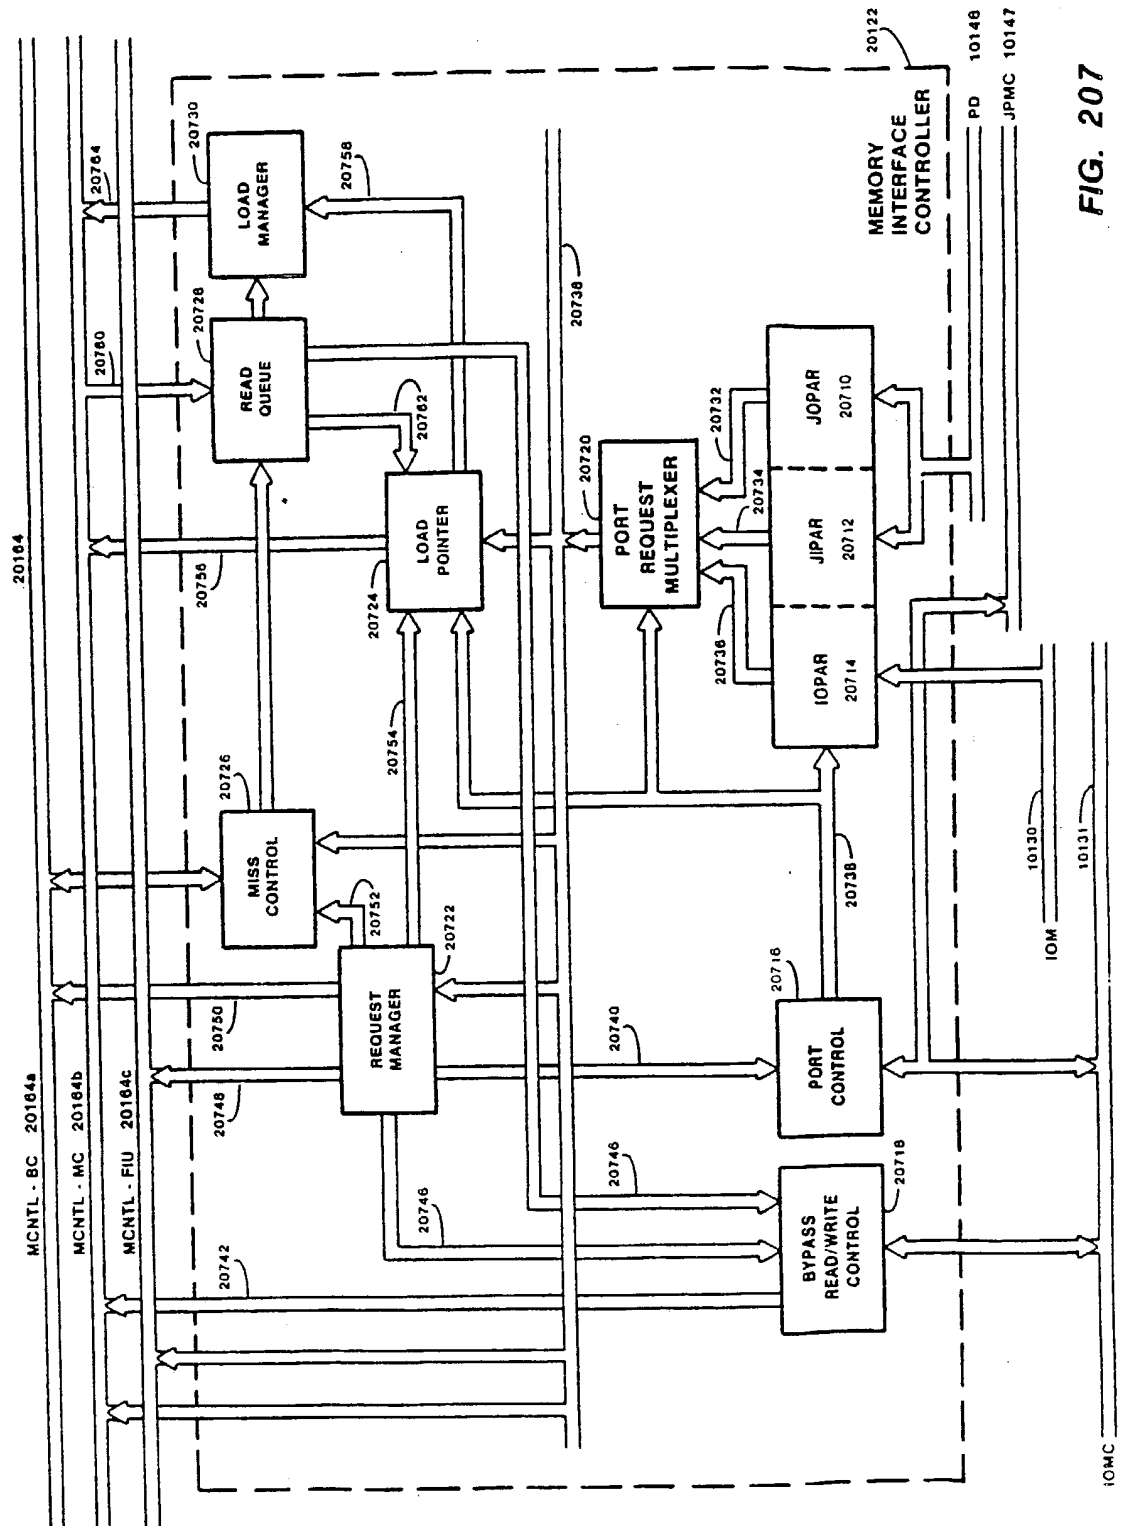 20164
MCNTL - BC 20164a
MCNTL - MC 20164b
MCNTL - FIU 20164c
20742
20748
20750
20756
20760
20764
MISS
CONTROL
20726
READ
QUEUE
20728
LOAD
MANAGER
20730
REQUEST
MANAGER
20722
20752
20754
LOAD
POINTER
20724
20762
20758
20746
20746
20740
20738
PORT
REQUEST
MULTIPLEXER
20720
20736
20734
20732
BYPASS
READ/WRITE
CONTROL
20718
PORT
CONTROL
20716
20738
IOPAR
20714
JIPAR
20712
JOPAR
20710
MEMORY
INTERFACE
CONTROLLER
20122
PD 10146
JPMC 10147
IOM
10130
IOMC
10131
FIG. 207